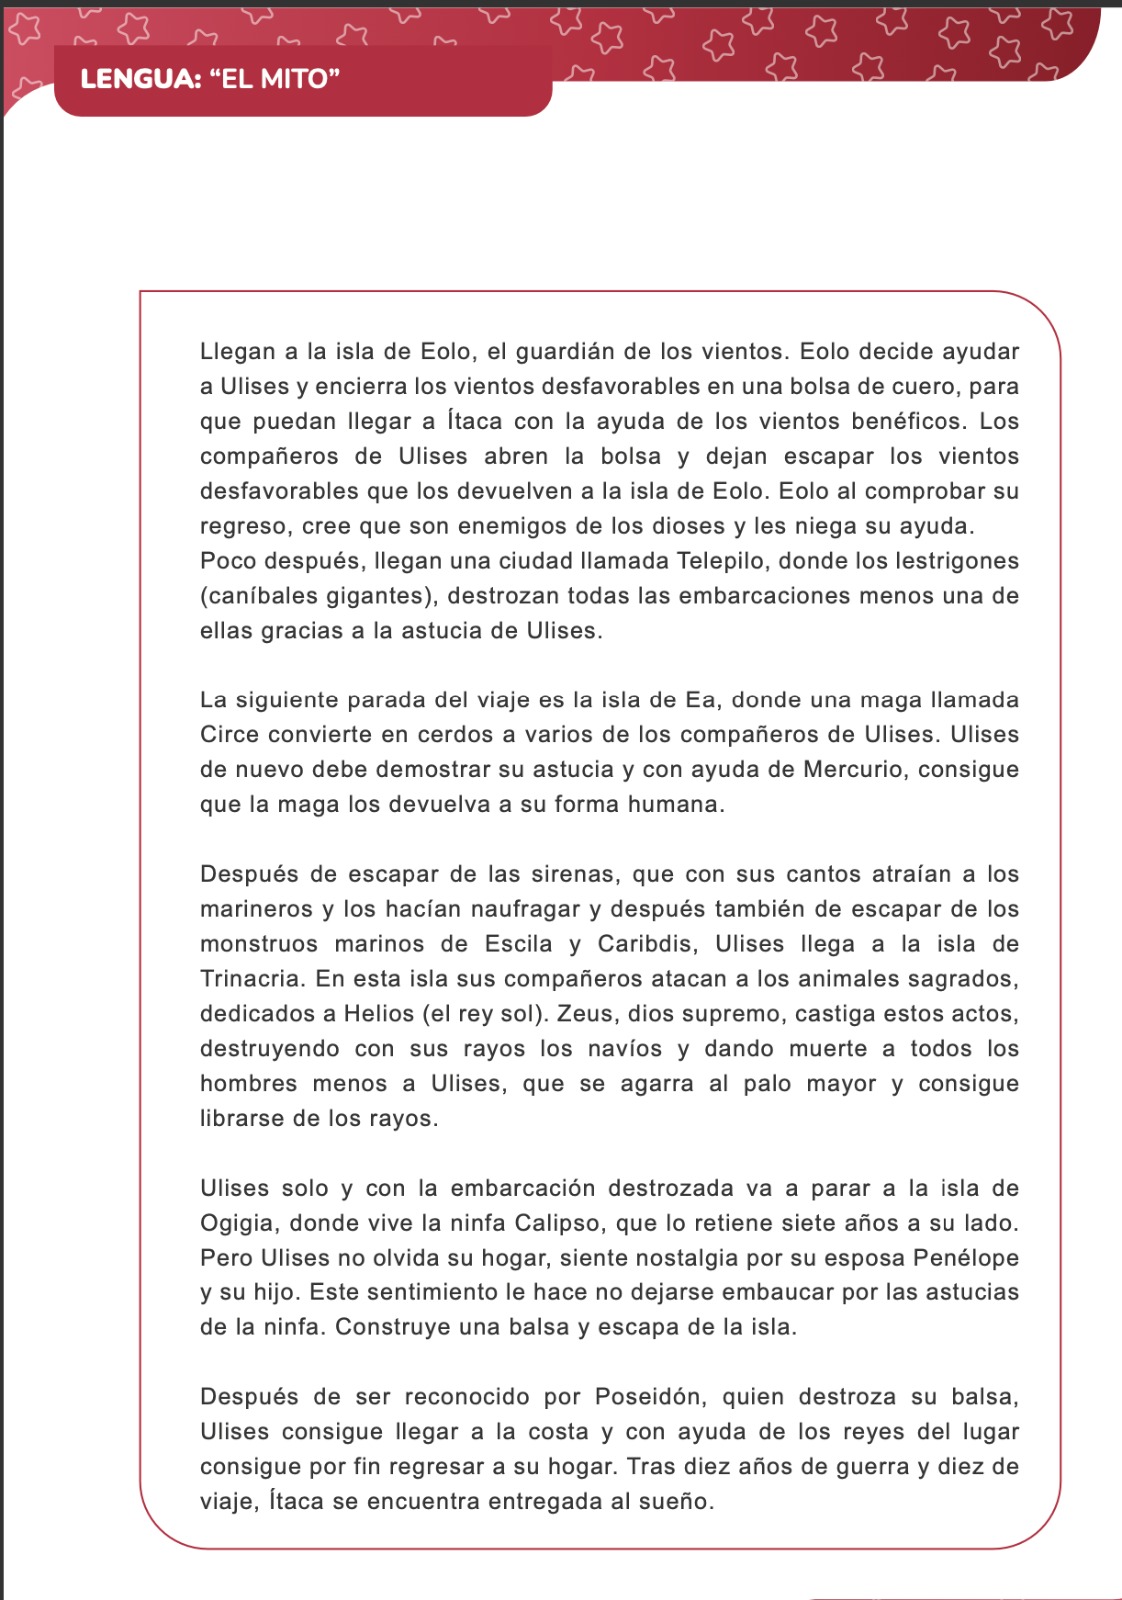 LENGUA: “EL MITO”
Llegan a la isla de Eolo, el guardián de los vientos. Eolo decide ayudar
a Ulises y encierra los vientos desfavorables en una bolsa de cuero, para
que puedan llegar a Ítaca con la ayuda de los vientos benéficos. Los
compañeros de Ulises abren la bolsa y dejan escapar los vientos
desfavorables que los devuelven a la isla de Eolo. Eolo al comprobar su
regreso, cree que son enemigos de los dioses y les niega su ayuda.
Poco después, llegan una ciudad llamada Telepilo, donde los lestrigones
(caníbales gigantes), destrozan todas las embarcaciones menos una de
ellas gracias a la astucia de Ulises.
La siguiente parada del viaje es la isla de Ea, donde una maga llamada
Circe convierte en cerdos a varios de los compañeros de Ulises. Ulises
de nuevo debe demostrar su astucia y con ayuda de Mercurio, consigue
que la maga los devuelva a su forma humana.
Después de escapar de las sirenas, que con sus cantos atraían a los
marineros y los hacían naufragar y después también de escapar de los
monstruos marinos de Escila y Caribdis, Ulises llega a la isla de
Trinacria. En esta isla sus compañeros atacan a los animales sagrados,
dedicados a Helios (el rey sol). Zeus, dios supremo, castiga estos actos,
destruyendo con sus rayos los navíos y dando muerte a todos los
hombres menos a Ulises, que se agarra al palo mayor y consigue
librarse de los rayos.
Ulises solo y con la embarcación destrozada va a parar a la isla de
Ogigia, donde vive la ninfa Calipso, que lo retiene siete años a su lado.
Pero Ulises no olvida su hogar, siente nostalgia por su esposa Penélope
y su hijo. Este sentimiento le hace no dejarse embaucar por las astucias
de la ninfa. Construye una balsa y escapa de la isla.
Después de ser reconocido por Poseidón, quien destroza su balsa,
Ulises consigue llegar a la costa y con ayuda de los reyes del lugar
consigue por fin regresar a su hogar. Tras diez años de guerra y diez de
viaje, Ítaca se encuentra entregada al sueño.